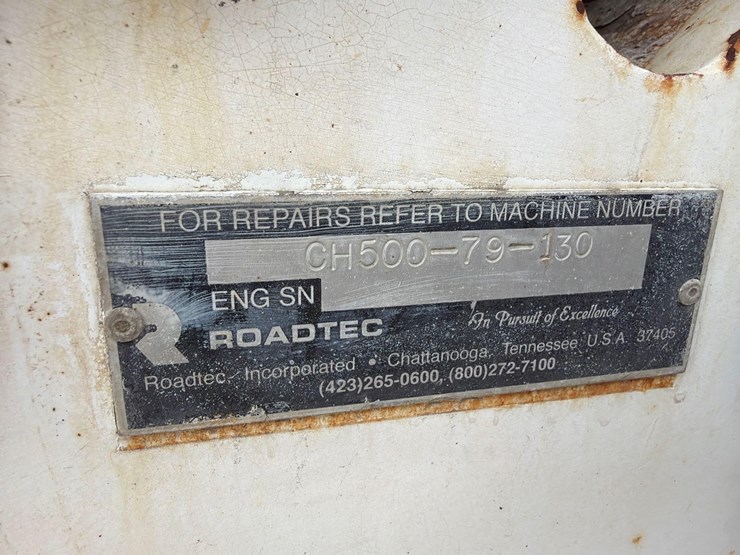 FOR REPAIRS REFER TO MACHINE NUMBER
CH500-79-130
ENG SN
R ROADTEC
In Pursuit of Excellence
Roadtec, Incorporated • Chattanooga, Tennessee U.S.A. 37405
(423)265-0600, (800)272-7100